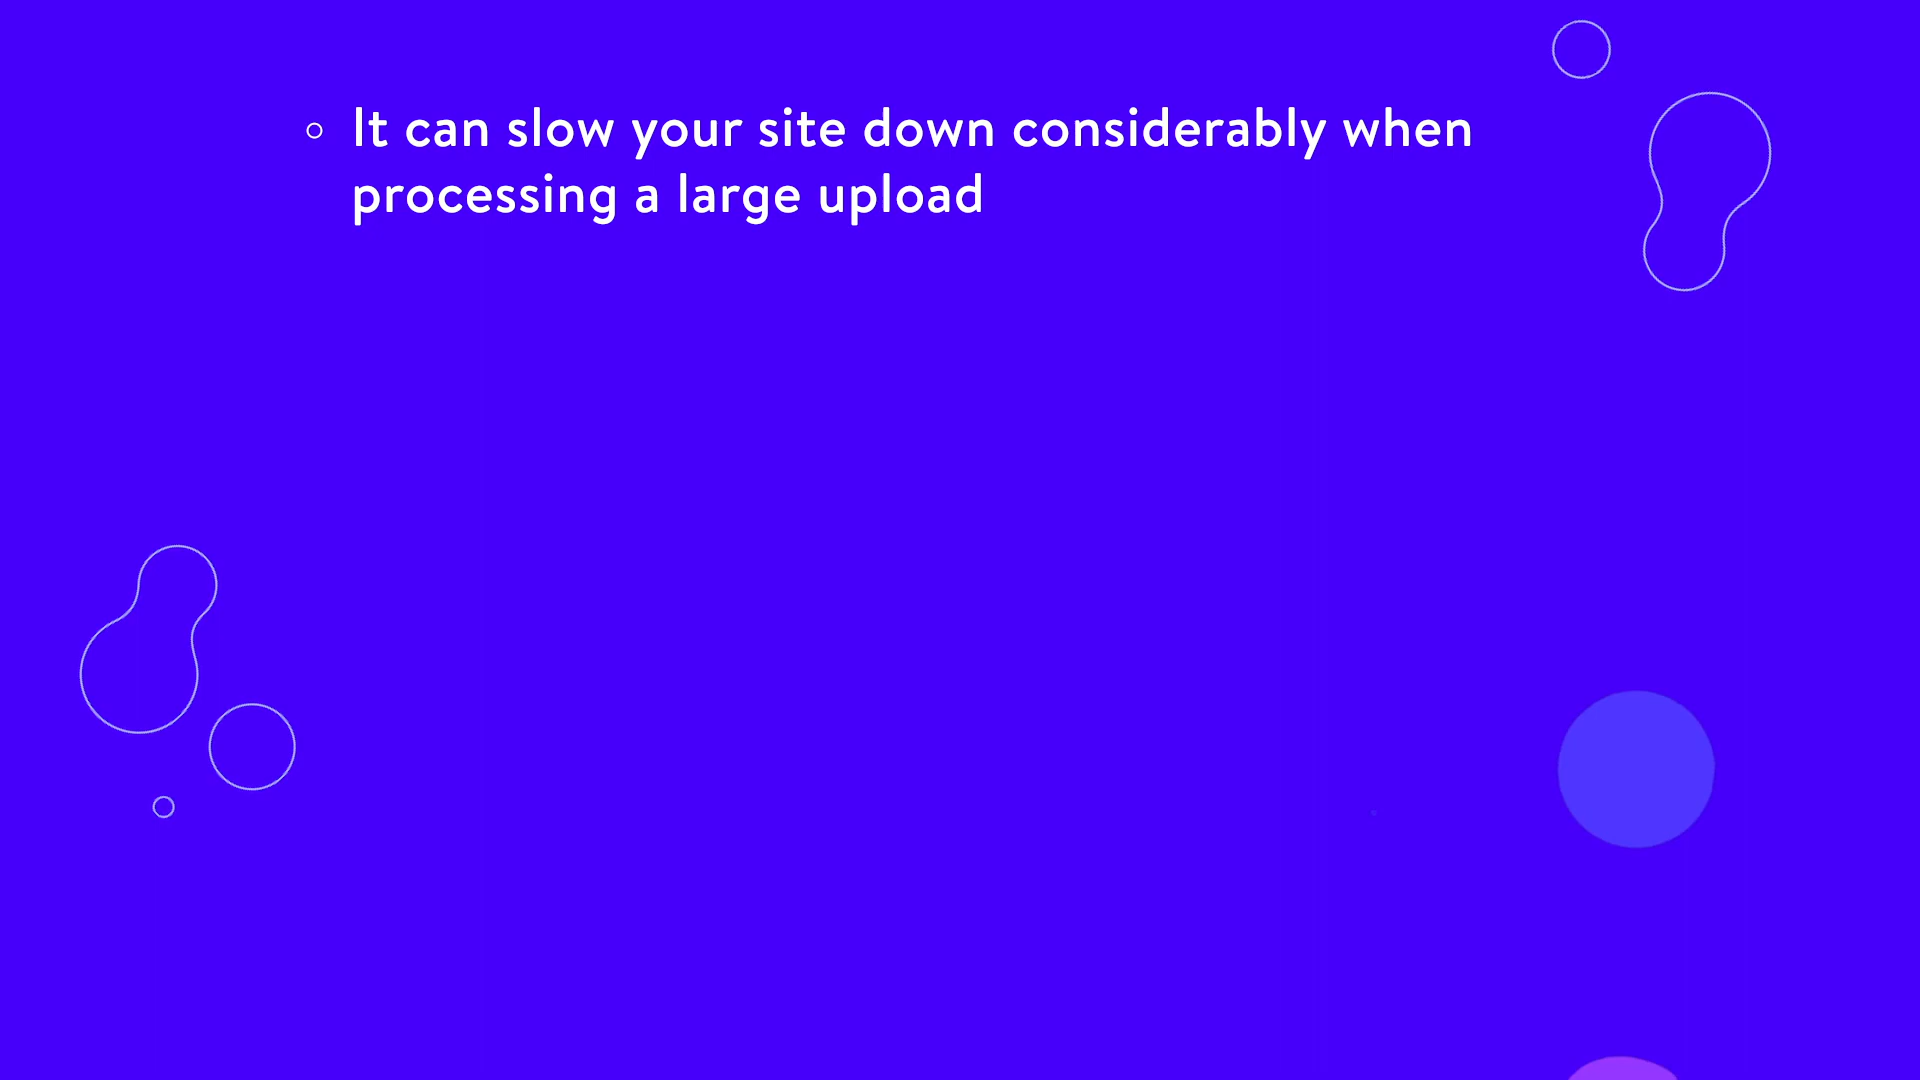 It can slow your site down considerably when
processing a large upload